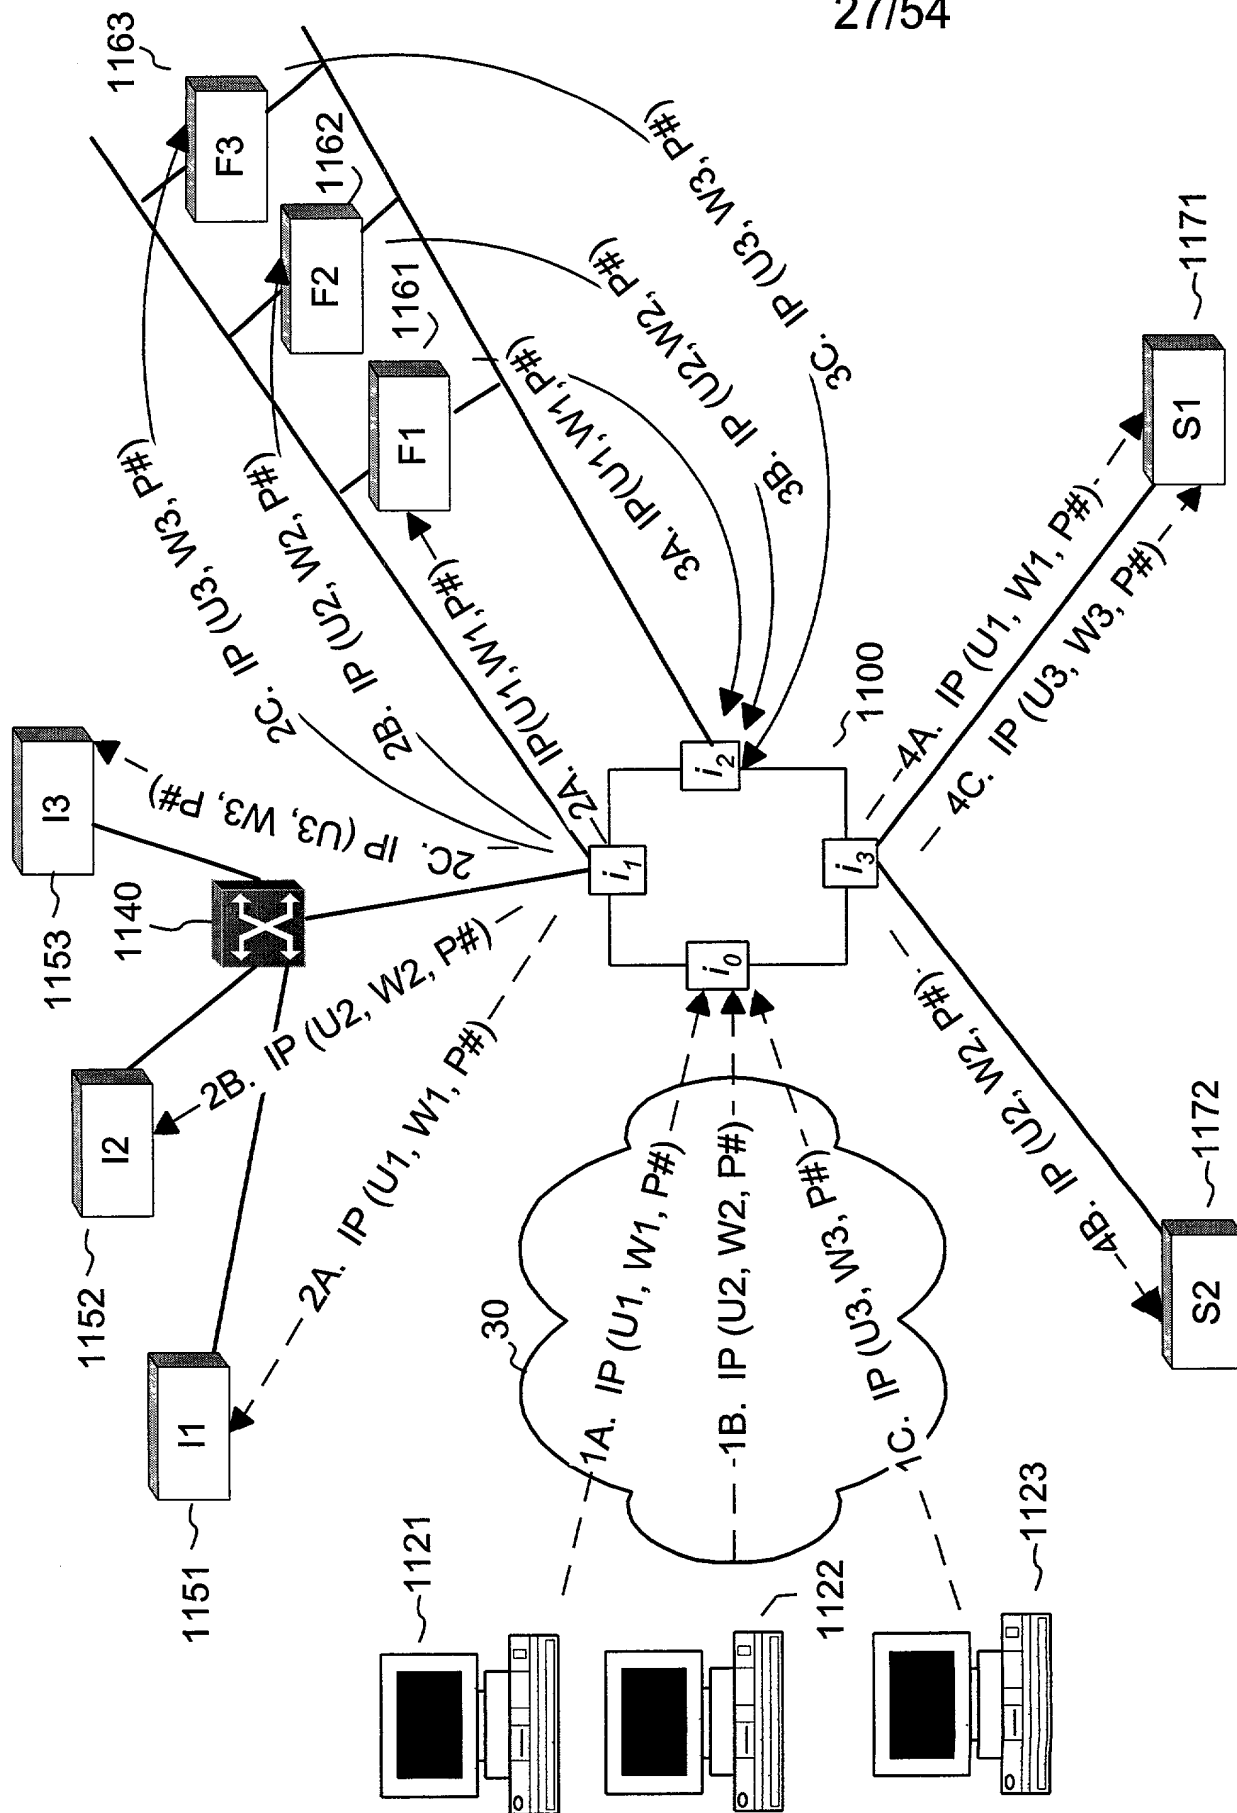 27/54
1163
F3
1162
F2
1161
F1
I3
1153
1140
I2
1152
I1
1151
2C. IP (U3, W3, P#)
2B. IP (U2, W2, P#)
2A. IP(U1,W1,P#)
2C. IP (U3, W3, P#)
2B. IP (U2, W2, P#)
2A. IP (U1, W1, P#)
3A. IP(U1,W1,P#)
3B. IP (U2,W2, P#)
3C. IP (U3, W3, P#)
i1
i2
i0
i3
1100
30
1A. IP (U1, W1, P#)
1B. IP (U2, W2, P#)
1C. IP (U3, W3, P#)
1121
1122
1123
4A. IP (U1, W1, P#)
4C. IP (U3, W3, P#)
4B. IP (U2, W2, P#)
S1
1171
S2
1172